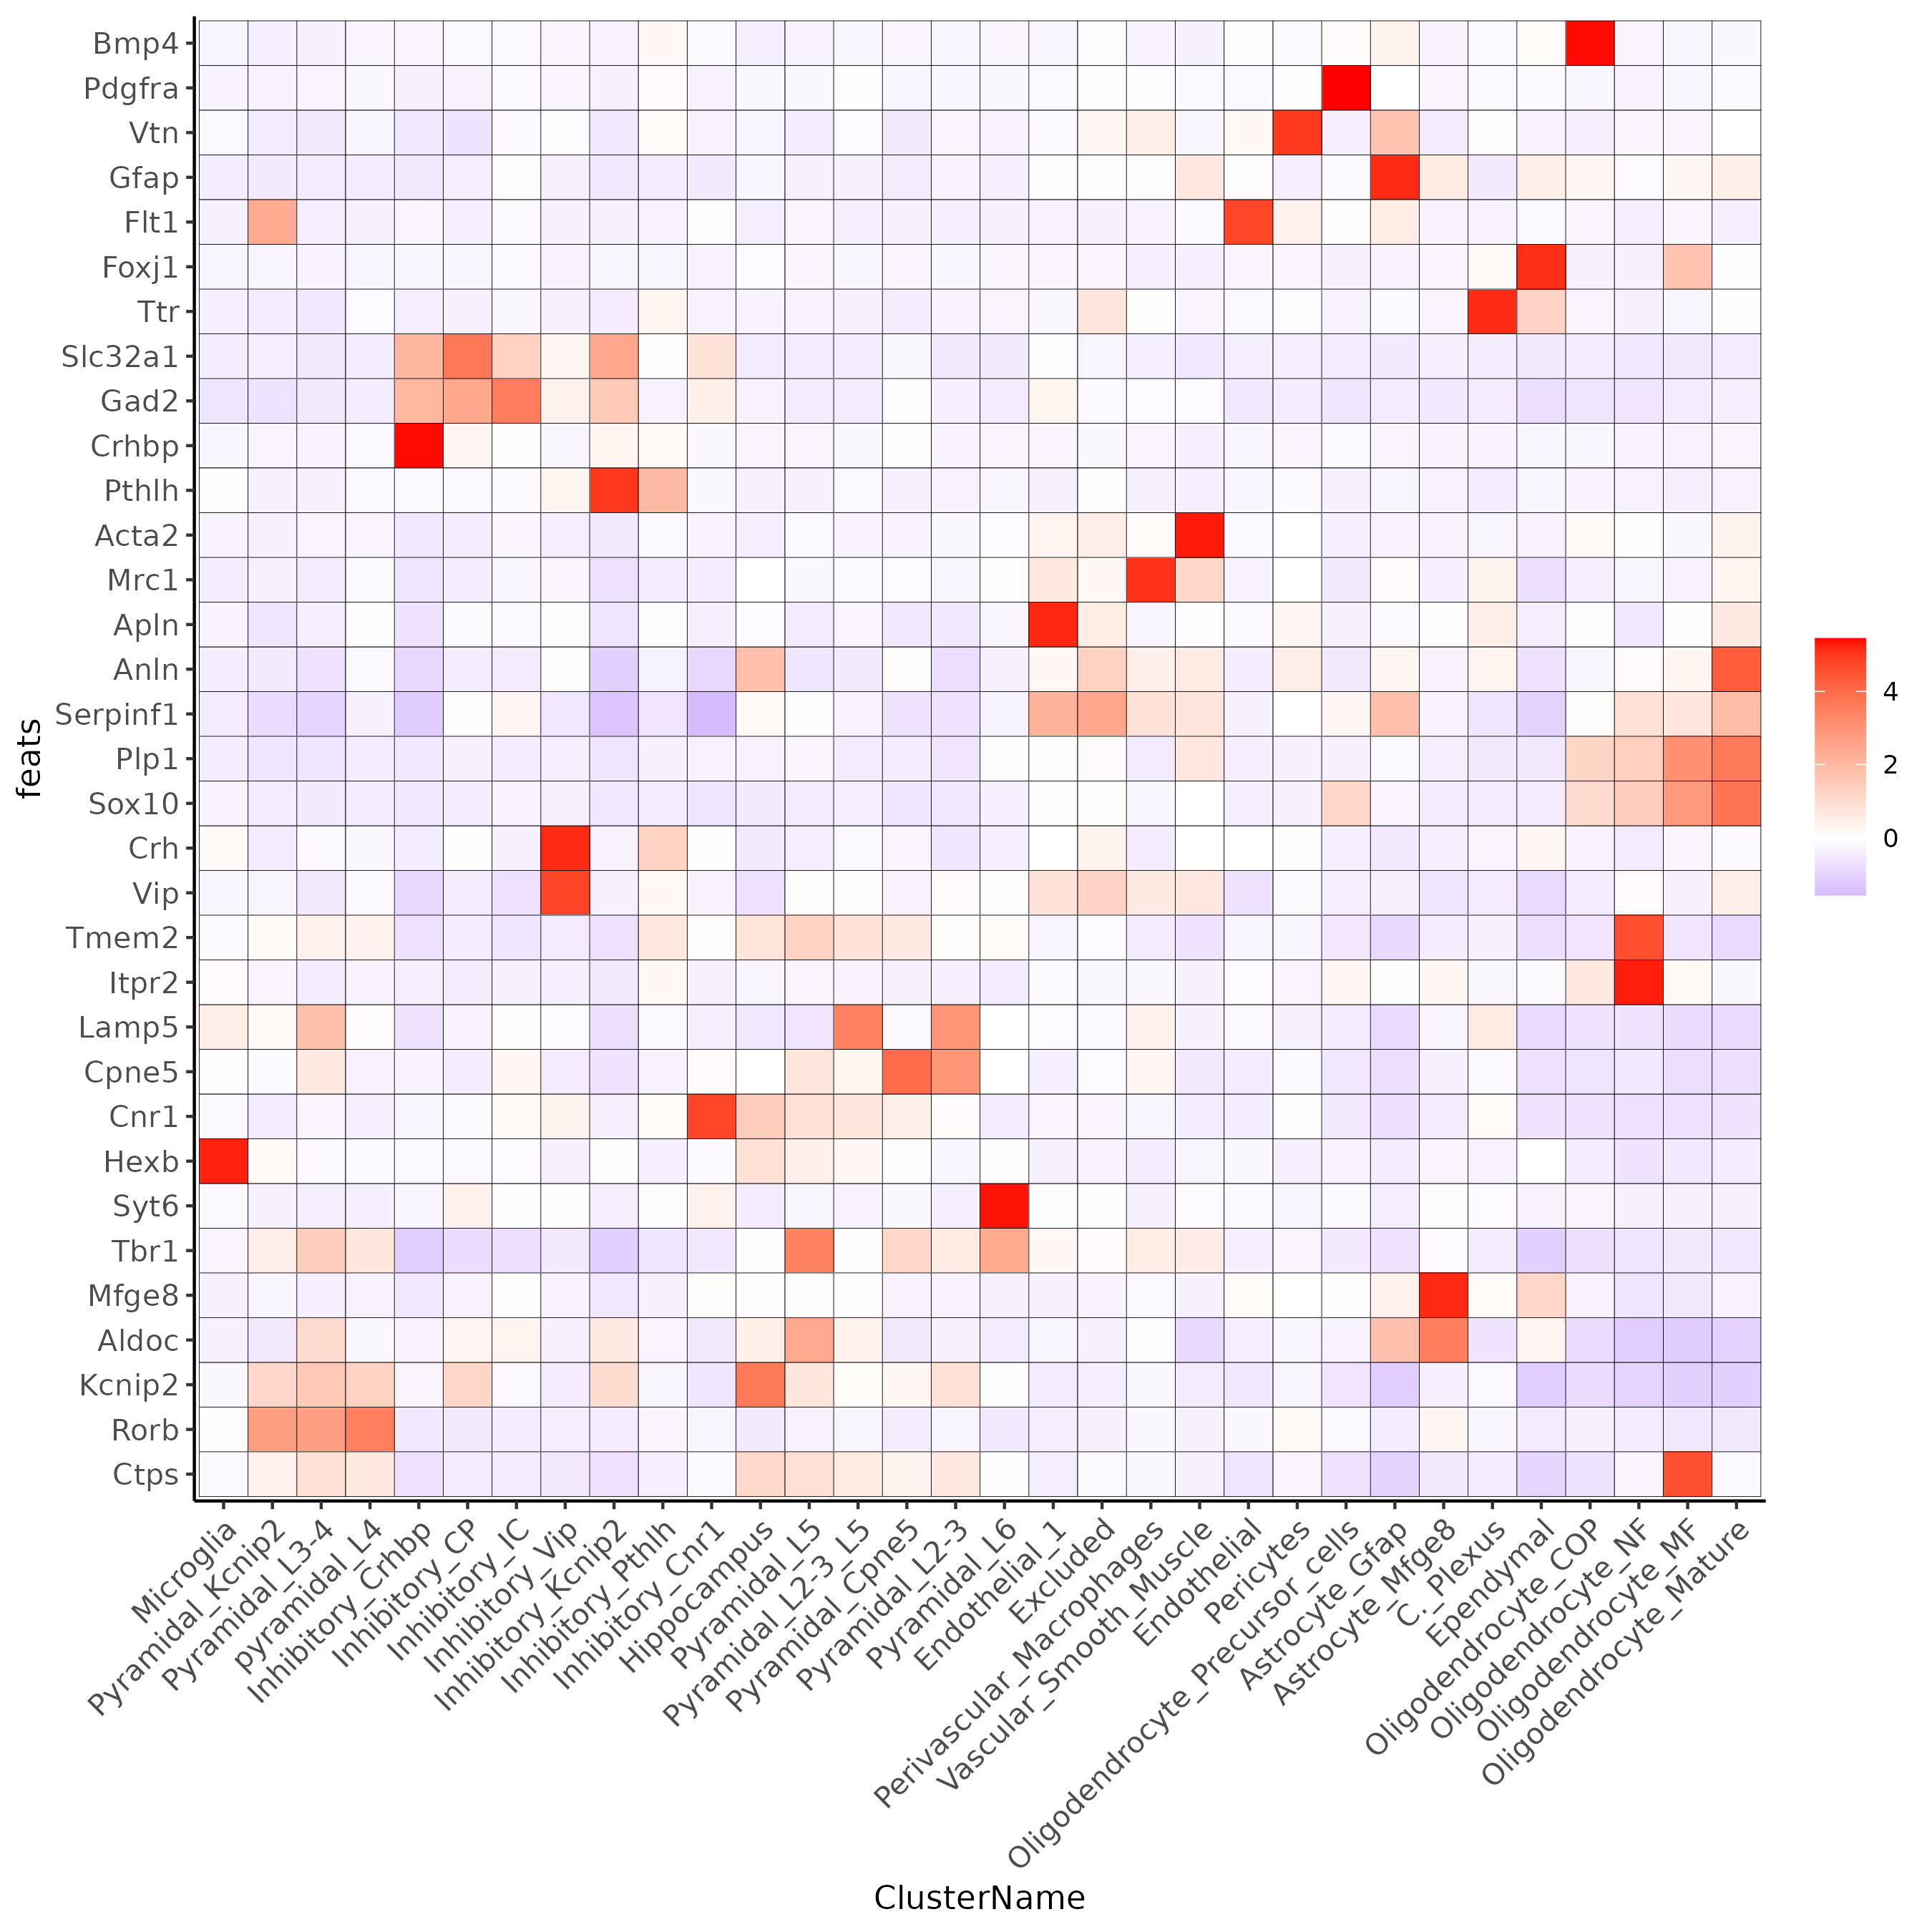 feats
Bmp4
Pdgfra
Vtn
Gfap
Flt1
Foxj1
Ttr
Slc32a1
Gad2
Crhbp
Pthlh
Acta2
Mrc1
Apln
Anln
Serpinf1
Plp1
Sox10
Crh
Vip
Tmem2
Itpr2
Lamp5
Cpne5
Cnr1
Hexb
Syt6
Tbr1
Mfge8
Aldoc
Kcnip2
Rorb
Ctps
Microglia
Pyramidal_Kcnip2
Pyramidal_L3-4
pyramidal_L4
Inhibitory_Crhbp
Inhibitory_CP
Inhibitory_IC
Inhibitory_Vip
Inhibitory_Kcnip2
Inhibitory_Pthlh
Inhibitory_Cnr1
Hippocampus
Pyramidal_L5
Pyramidal_L2-3_L5
Pyramidal_Cpne5
Pyramidal_L2-3
Pyramidal_L6
Endothelial_1
Excluded
Perivascular_Macrophages
Vascular_Smooth_Muscle
Endothelial
Pericytes
Oligodendrocyte_Precursor_cells
Astrocyte_Gfap
Astrocyte_Mfge8
C._Plexus
Ependymal
Oligodendrocyte_COP
Oligodendrocyte_NF
Oligodendrocyte_MF
Oligodendrocyte_Mature
ClusterName
4
2
0